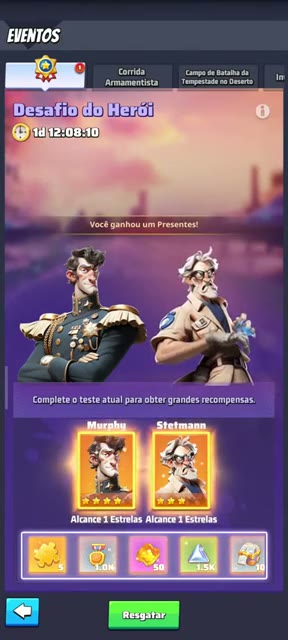 EVENTOS
Corrida
Armamentista
Campo de Batalha da
Tempestade no Deserto
Desafio do Herói
1d 12:08:10
Você ganhou um Presentes!
Complete o teste atual para obter grandes recompensas.
Murphy
Stetmann
Alcance 1 Estrelas
Alcance 1 Estrelas
5
1.0K
50
1.5K
10
Resgatar